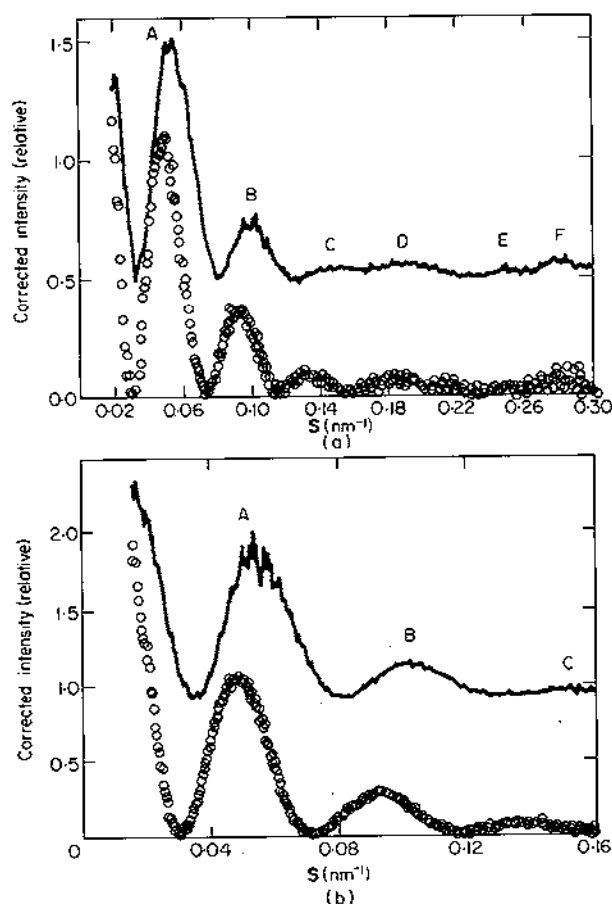 A
B
C
D
E
F
Corrected intensity (relative)
1·5
1·0
0·5
0·0
0·02 0·06 0·10 0·14 0·18 0·22 0·26 0·30
S (nm⁻¹)
(a)
A
B
C
Corrected intensity (relative)
2·0
1·5
1·0
0·5
0 0·04 0·08 0·12 0·16
S (nm⁻¹)
(b)